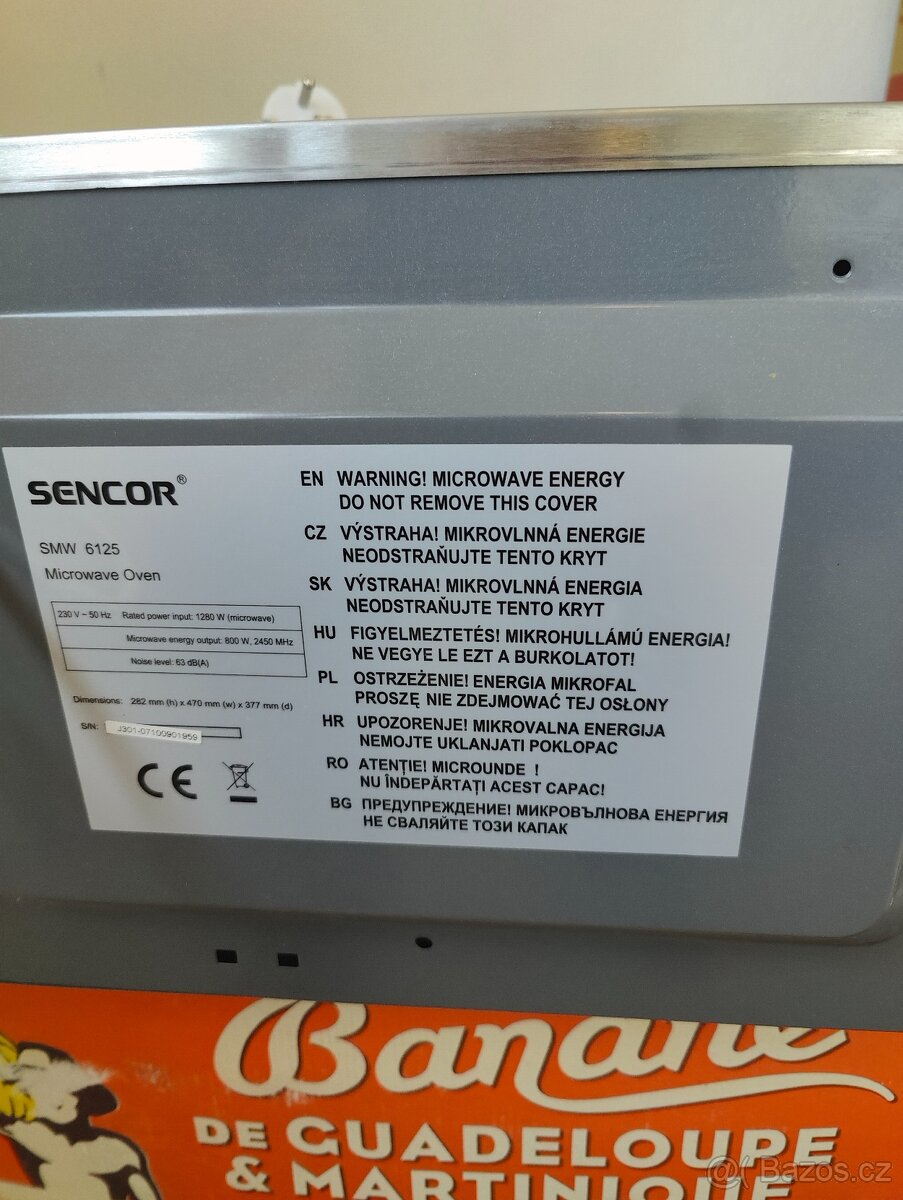 SENCOR®
SMW 6125
Microwave Oven
230 V ~ 50 Hz Rated power input: 1280 W (microwave)
Microwave energy output: 800 W, 2450 MHz
Noise level: 63 dB(A)
Dimensions: 282 mm (h) x 470 mm (w) x 377 mm (d)
S/N: J301-07100901959
CE
EN WARNING! MICROWAVE ENERGY
DO NOT REMOVE THIS COVER
CZ VÝSTRAHA! MIKROVLNNÁ ENERGIE
NEODSTRAŇUJTE TENTO KRYT
SK VÝSTRAHA! MIKROVLNNÁ ENERGIA
NEODSTRAŇUJTE TENTO KRYT
HU FIGYELMEZTETÉS! MIKROHULLÁMÚ ENERGIA!
NE VEGYE LE EZT A BURKOLATOT!
PL OSTRZEŻENIE! ENERGIA MIKROFAL
PROSZĘ NIE ZDEJMOWAĆ TEJ OSŁONY
HR UPOZORENJE! MIKROVALNA ENERGIJA
NEMOJTE UKLANJATI POKLOPAC
RO ATENȚIE! MICROUNDE !
NU ÎNDEPĂRTAȚI ACEST CAPAC!
BG ПРЕДУПРЕЖДЕНИЕ! МИКРОВЪЛНОВА ЕНЕРГИЯ
НЕ СВАЛЯЙТЕ ТОЗИ КАПАК
Banane
DE GUADELOUPE
& MARTINIQUE
Bazoš.cz